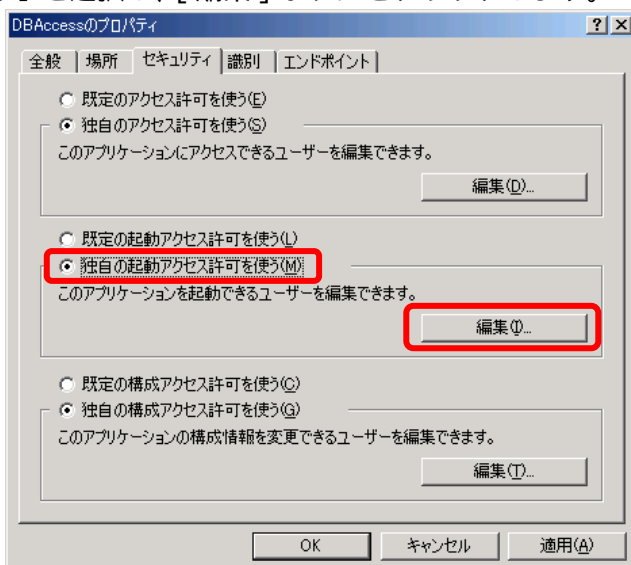 DBAccessのプロパティ
全般 場所 セキュリティ 識別 エンドポイント
既定のアクセス許可を使う(E)
独自のアクセス許可を使う(S)
このアプリケーションにアクセスできるユーザーを編集できます。
編集(D)...
既定の起動アクセス許可を使う(L)
独自の起動アクセス許可を使う(M)
このアプリケーションを起動できるユーザーを編集できます。
編集(I)...
既定の構成アクセス許可を使う(C)
独自の構成アクセス許可を使う(G)
このアプリケーションの構成情報を変更できるユーザーを編集できます。
編集(T)...
OK キャンセル 適用(A)